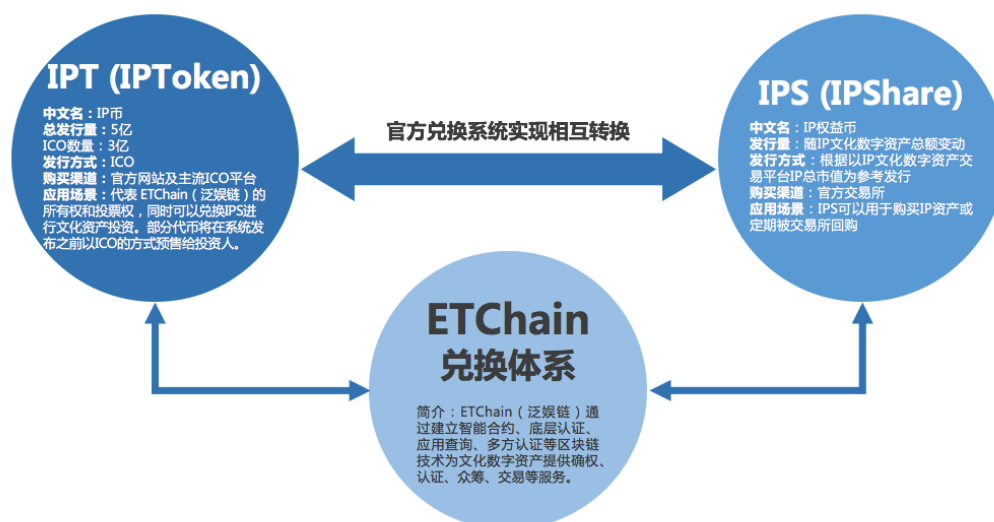 IPT (IPToken)
中文名：IP币
总发行量：5亿
ICO数量：3亿
发行方式：ICO
购买渠道：官方网站及主流ICO平台
应用场景：代表 ETChain（泛娱链）的
所有权和投票权，同时可以兑换IPS进
行文化资产投资。部分代币将在系统发
布之前以ICO的方式预售给投资人。
官方兑换系统实现相互转换
IPS (IPShare)
中文名：IP权益币
发行量：随IP文化数字资产总额变动
发行方式：根据以IP文化数字资产交
易平台IP总市值为参考发行
购买渠道：官方交易所
应用场景：IPS可以用于购买IP资产或
定期被交易所回购
ETChain
兑换体系
简介：ETChain（泛娱链）通
过建立智能合约、底层认证、
应用查询、多方认证等区块链
技术为文化数字资产提供确权、
认证、众筹、交易等服务。